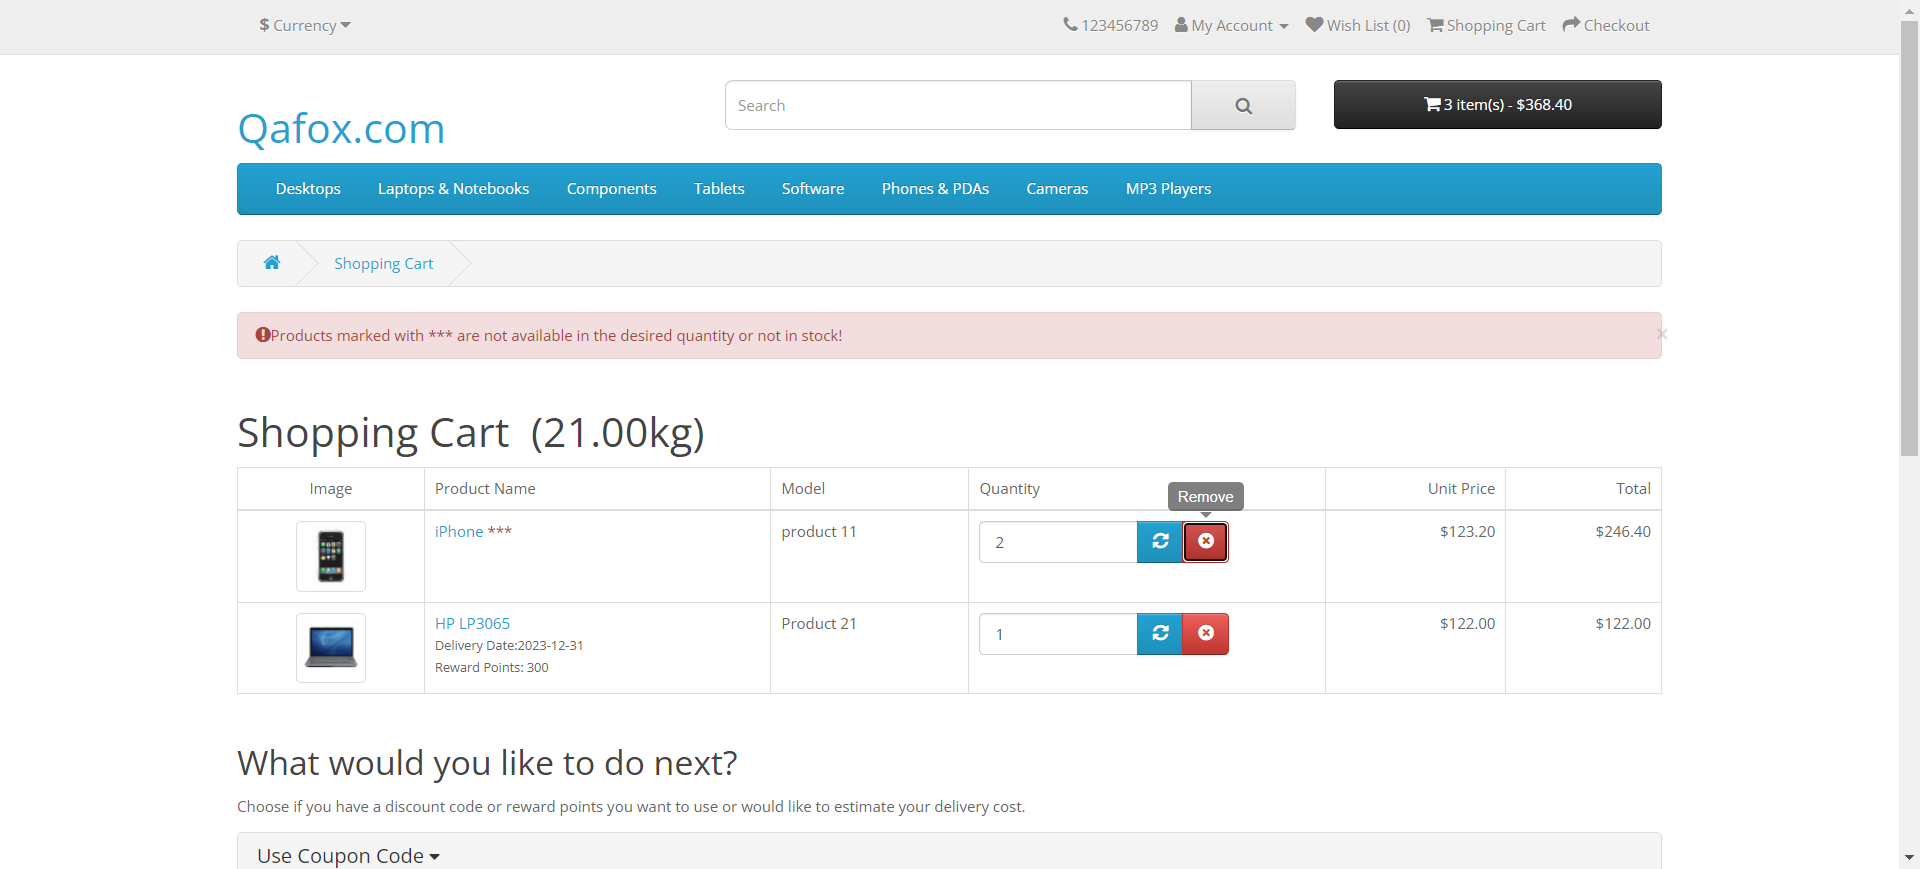 $ Currency
123456789 My Account Wish List (0) Shopping Cart Checkout
Search
3 item(s) - $368.40
Qafox.com
Desktops Laptops & Notebooks Components Tablets Software Phones & PDAs Cameras MP3 Players
Shopping Cart
Products marked with *** are not available in the desired quantity or not in stock!
×
Shopping Cart (21.00kg)
Image Product Name Model Quantity Unit Price Total
Remove
iPhone *** product 11 2 $123.20 $246.40
HP LP3065 Product 21 1 $122.00 $122.00
Delivery Date:2023-12-31
Reward Points: 300
What would you like to do next?
Choose if you have a discount code or reward points you want to use or would like to estimate your delivery cost.
Use Coupon Code